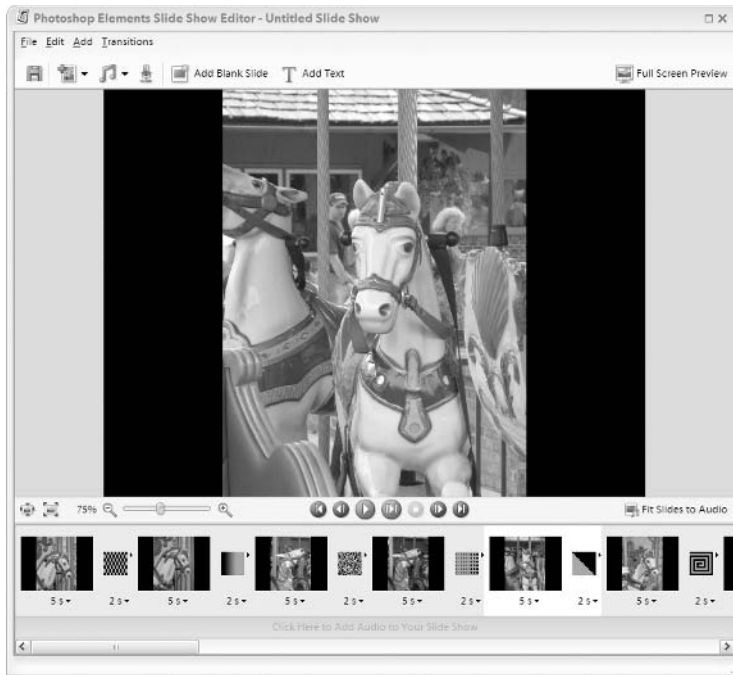 Photoshop Elements Slide Show Editor - Untitled Slide Show
File Edit Add Transitions
Add Blank Slide Add Text Full Screen Preview
75% Fit Slides to Audio
5 s 2 s 5 s 2 s 5 s 2 s 5 s 2 s 5 s 2 s 5 s 2 s
Click Here to Add Audio to Your Slide Show